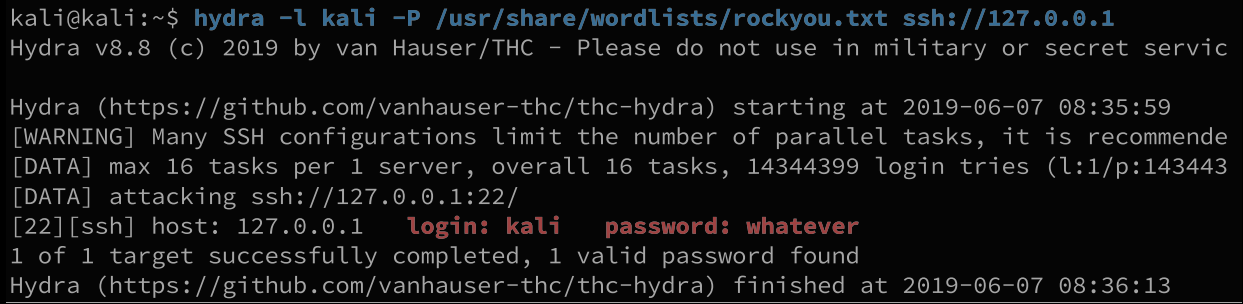 kali@kali:~$ hydra -l kali -P /usr/share/wordlists/rockyou.txt ssh://127.0.0.1
Hydra v8.8 (c) 2019 by van Hauser/THC - Please do not use in military or secret servic
Hydra (https://github.com/vanhauser-thc/thc-hydra) starting at 2019-06-07 08:35:59
[WARNING] Many SSH configurations limit the number of parallel tasks, it is recommende
[DATA] max 16 tasks per 1 server, overall 16 tasks, 14344399 login tries (l:1/p:143443
[DATA] attacking ssh://127.0.0.1:22/
[22][ssh] host: 127.0.0.1   login: kali   password: whatever
1 of 1 target successfully completed, 1 valid password found
Hydra (https://github.com/vanhauser-thc/thc-hydra) finished at 2019-06-07 08:36:13